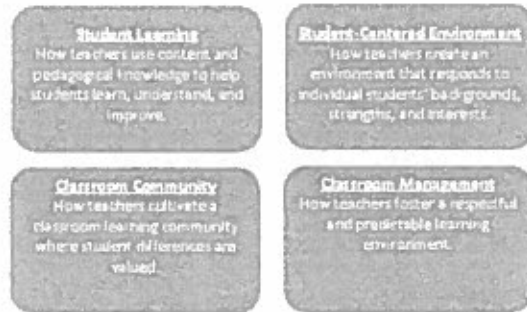 Student Learning
How teachers use content and
pedagogical knowledge to help
students learn, understand, and
improve.
Student-Centered Environment
How teachers create an
environment that responds to
individual students' backgrounds,
strengths, and interests.
Classroom Community
How teachers cultivate a
classroom learning community
where student differences are
valued.
Classroom Management
How teachers foster a respectful
and predictable learning
environment.